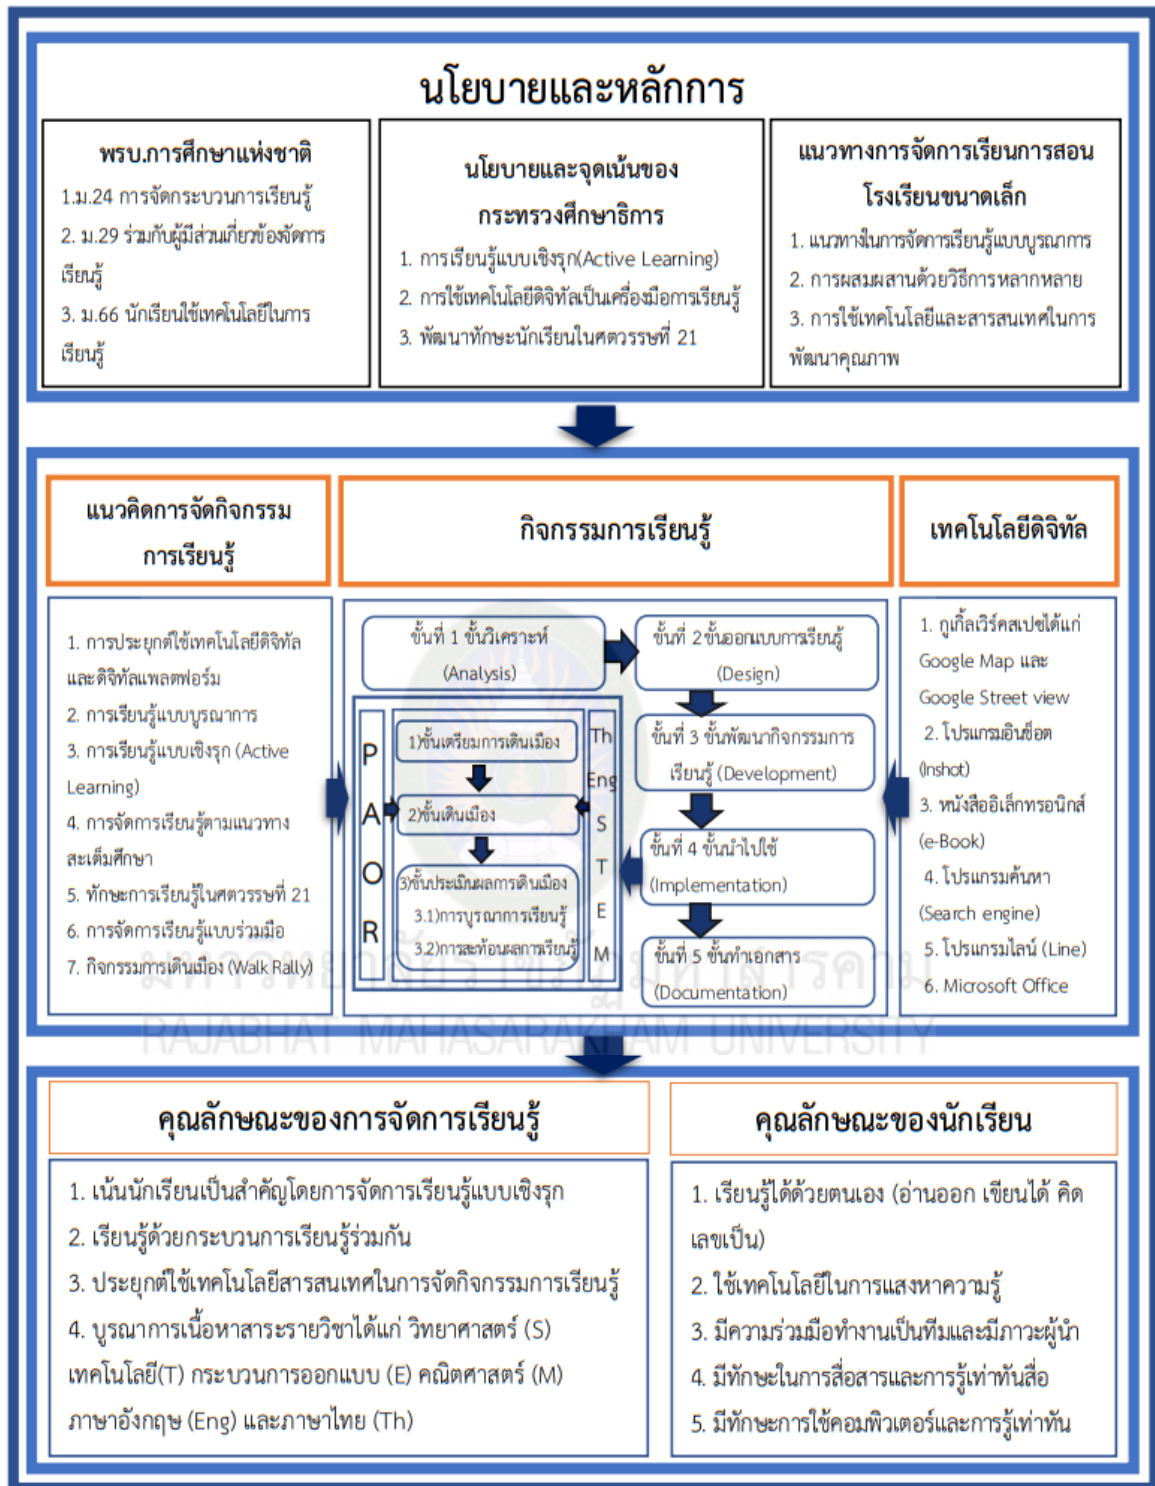 นโยบายและหลักการ
พรบ.การศึกษาแห่งชาติ
1.ม.24 การจัดกระบวนการเรียนรู้
2. ม.29 ร่วมกับผู้มีส่วนเกี่ยวข้องจัดการ
เรียนรู้
3. ม.66 นักเรียนใช้เทคโนโลยีในการ
เรียนรู้
นโยบายและจุดเน้นของ
กระทรวงศึกษาธิการ
1. การเรียนรู้แบบเชิงรุก(Active Learning)
2. การใช้เทคโนโลยีดิจิทัลเป็นเครื่องมือการเรียนรู้
3. พัฒนาทักษะนักเรียนในศตวรรษที่ 21
แนวทางการจัดการเรียนการสอน
โรงเรียนขนาดเล็ก
1. แนวทางในการจัดการเรียนรู้แบบบูรณาการ
2. การผสมผสานด้วยวิธีการหลากหลาย
3. การใช้เทคโนโลยีและสารสนเทศในการ
พัฒนาคุณภาพ
แนวคิดการจัดกิจกรรม
การเรียนรู้
1. การประยุกต์ใช้เทคโนโลยีดิจิทัล
และดิจิทัลแพลตฟอร์ม
2. การเรียนรู้แบบบูรณาการ
3. การเรียนรู้แบบเชิงรุก (Active
Learning)
4. การจัดการเรียนรู้ตามแนวทาง
สะเต็มศึกษา
5. ทักษะการเรียนรู้ในศตวรรษที่ 21
6. การจัดการเรียนรู้แบบร่วมมือ
7. กิจกรรมการเดินเมือง (Walk Rally)
กิจกรรมการเรียนรู้
ขั้นที่ 1 ขั้นวิเคราะห์
(Analysis)
ขั้นที่ 2 ขั้นออกแบบการเรียนรู้
(Design)
ขั้นที่ 3 ขั้นพัฒนากิจกรรมการ
เรียนรู้ (Development)
ขั้นที่ 4 ขั้นนำไปใช้
(Implementation)
ขั้นที่ 5 ขั้นทำเอกสาร
(Documentation)
P
A
O
R
1)ขั้นเตรียมการเดินเมือง
2)ขั้นเดินเมือง
3)ขั้นประเมินผลการเดินเมือง
3.1)การบูรณาการเรียนรู้
3.2)การสะท้อนผลการเรียนรู้
Th
Eng
S
T
E
M
เทคโนโลยีดิจิทัล
1. กูเกิ้ลเวิร์คสเปซได้แก่
Google Map และ
Google Street view
2. โปรแกรมอินช็อต
(Inshot)
3. หนังสืออิเล็กทรอนิกส์
(e-Book)
4. โปรแกรมค้นหา
(Search engine)
5. โปรแกรมไลน์ (Line)
6. Microsoft Office
มหาวิทยาลัยราชภัฏมหาสารคาม
RAJABHAT MAHASARAKHAM UNIVERSITY
คุณลักษณะของการจัดการเรียนรู้
1. เน้นนักเรียนเป็นสำคัญโดยการจัดการเรียนรู้แบบเชิงรุก
2. เรียนรู้ด้วยกระบวนการเรียนรู้ร่วมกัน
3. ประยุกต์ใช้เทคโนโลยีสารสนเทศในการจัดกิจกรรมการเรียนรู้
4. บูรณาการเนื้อหาสาระรายวิชาได้แก่ วิทยาศาสตร์ (S)
เทคโนโลยี(T) กระบวนการออกแบบ (E) คณิตศาสตร์ (M)
ภาษาอังกฤษ (Eng) และภาษาไทย (Th)
คุณลักษณะของนักเรียน
1. เรียนรู้ได้ด้วยตนเอง (อ่านออก เขียนได้ คิด
เลขเป็น)
2. ใช้เทคโนโลยีในการแสวงหาความรู้
3. มีความร่วมมือทำงานเป็นทีมและมีภาวะผู้นำ
4. มีทักษะในการสื่อสารและการรู้เท่าทันสื่อ
5. มีทักษะการใช้คอมพิวเตอร์และการรู้เท่าทัน